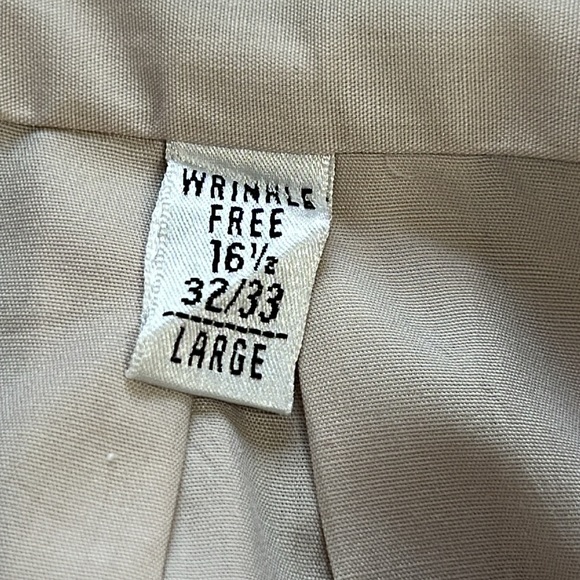 WRINKLE
FREE
16½
32/33
LARGE